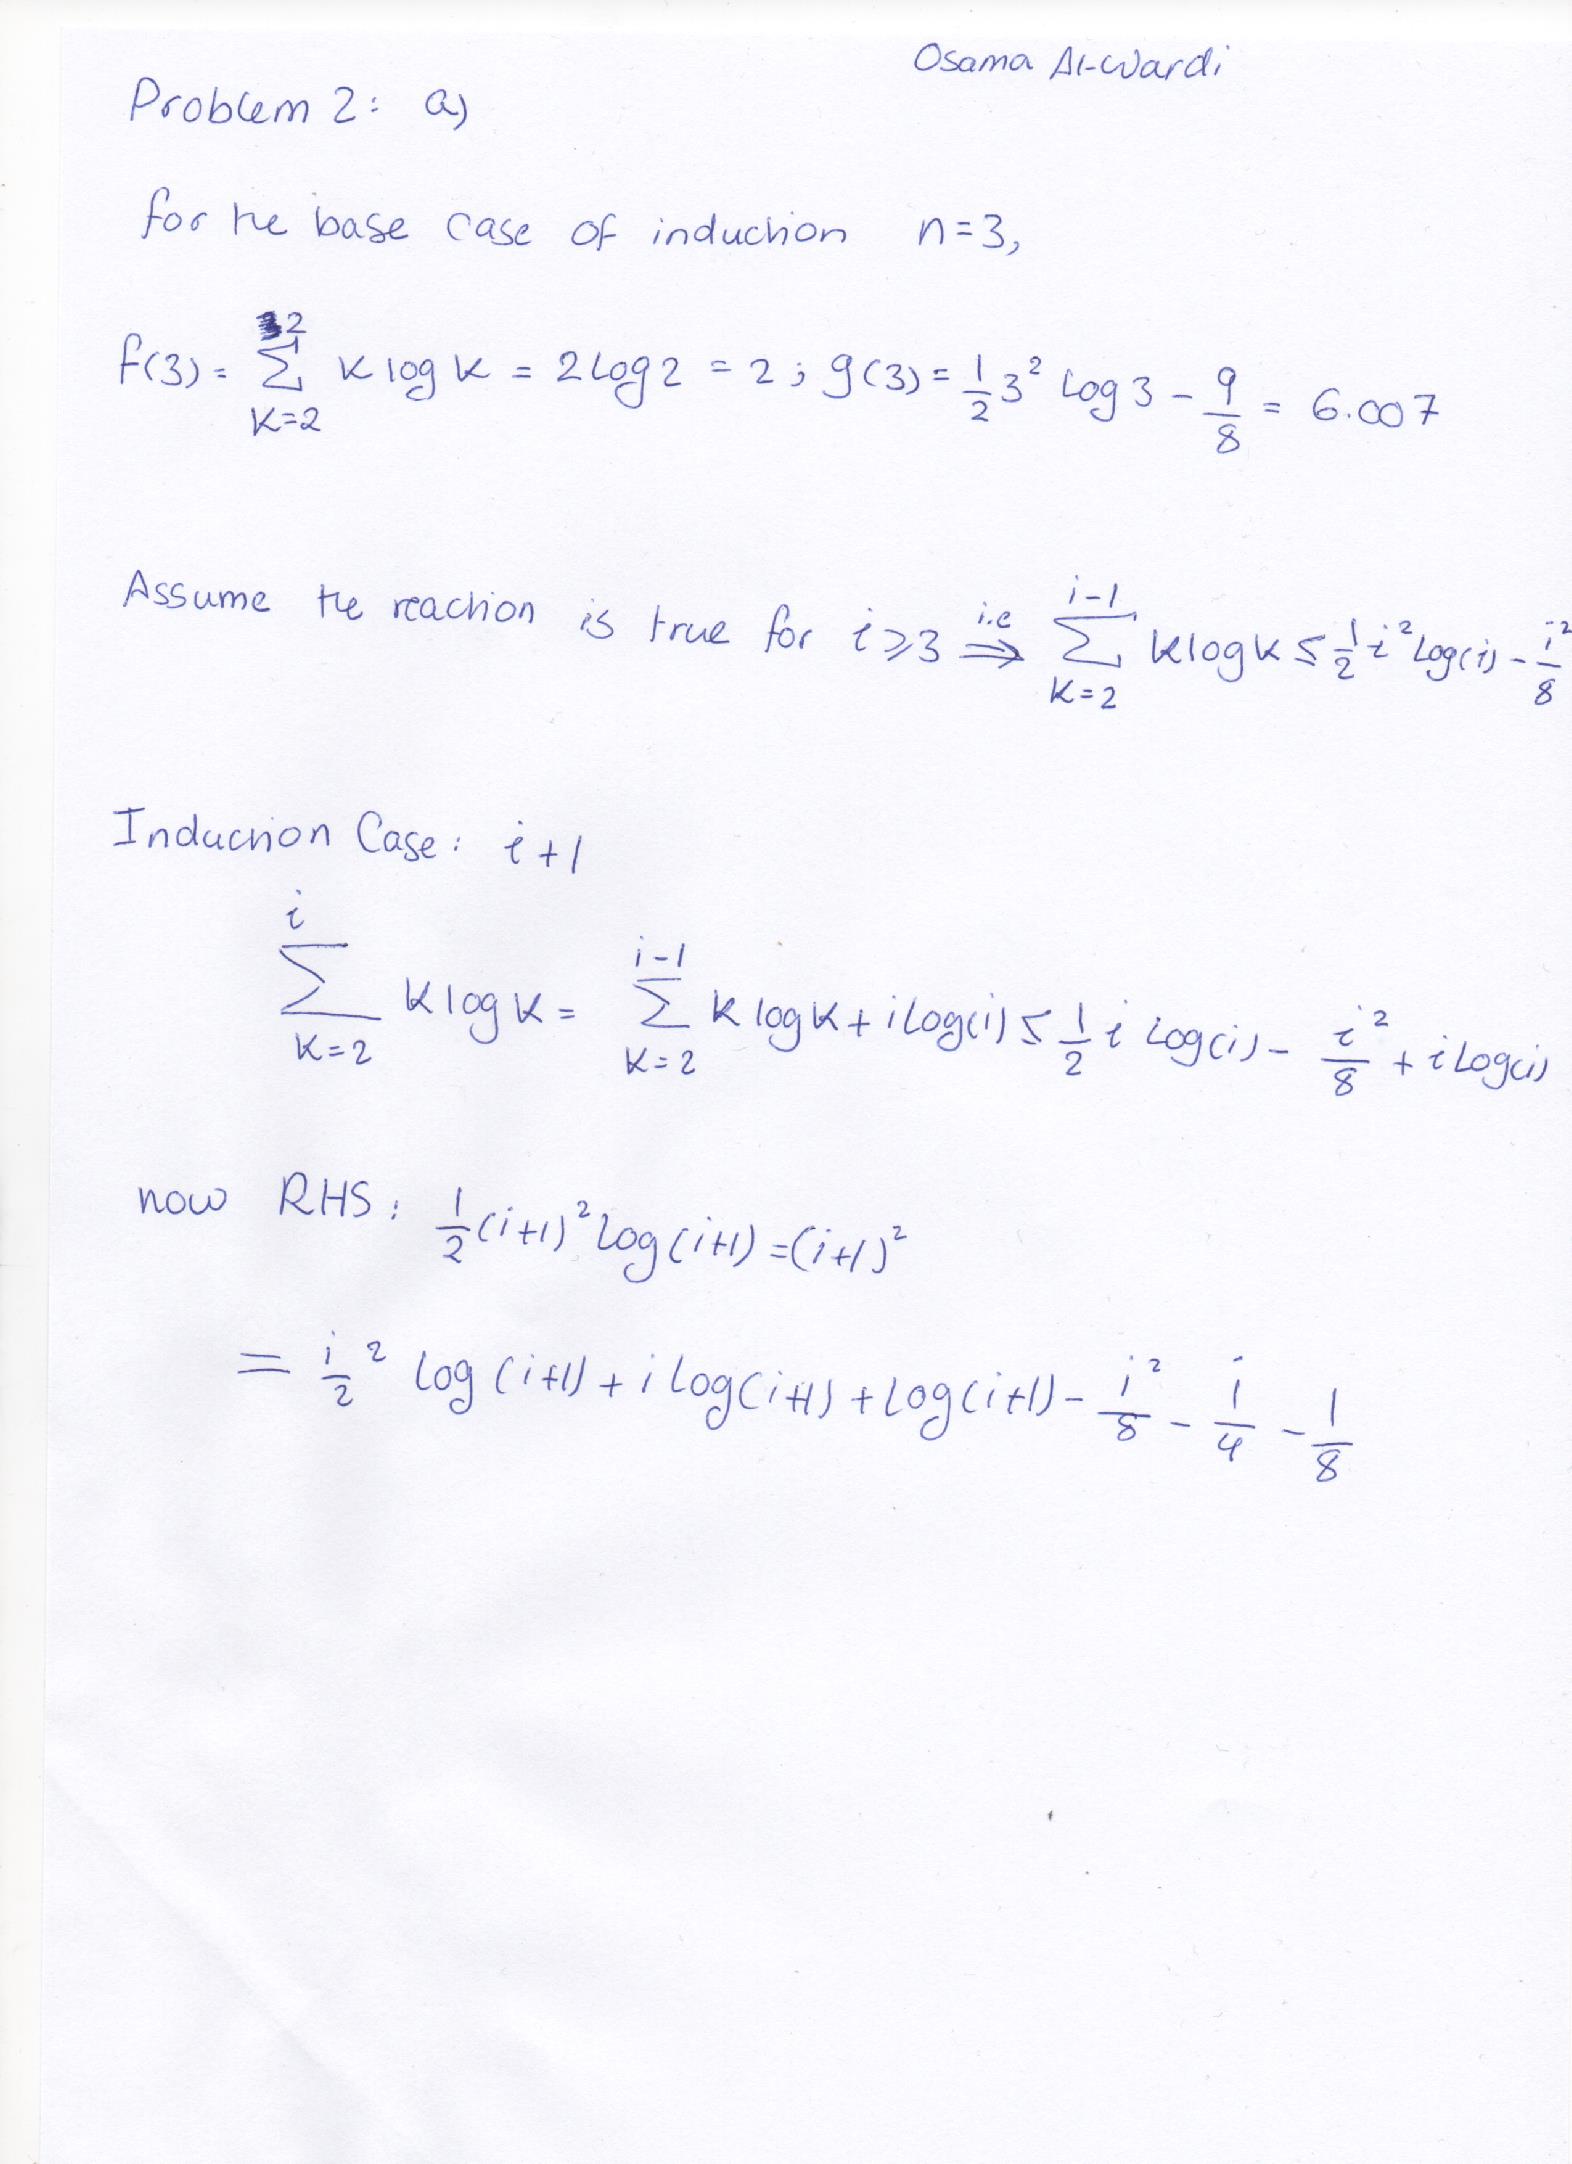 Osama Al-Wardi
Problem 2: a)
for the base case of induction n=3,
f(3) = \sum_{K=2}^{2} K log K = 2 log 2 = 2 ; g(3) = \frac{1}{2} 3^2 log 3 - \frac{9}{8} = 6.007
Assume the reaction is true for i ≥ 3 i.e ⇒ \sum_{K=2}^{i-1} K log K ≤ \frac{1}{2} i^2 log(i) - \frac{i^2}{8}
Induction Case: i+1
\sum_{K=2}^{i} K log K = \sum_{K=2}^{i-1} K log K + i log(i) ≤ \frac{1}{2} i log(i) - \frac{i^2}{8} + i log(i)
now RHS: \frac{1}{2} (i+1)^2 log(i+1) = (i+1)^2
= \frac{i}{2}^2 log(i+1) + i log(i+1) + log(i+1) - \frac{i^2}{8} - \frac{i}{4} - \frac{1}{8}